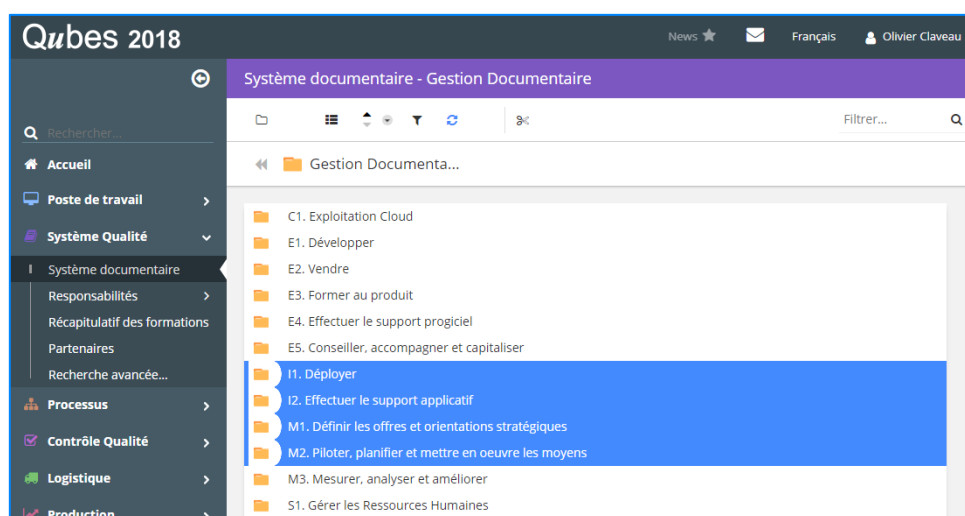 Qubes 2018
News
Français
Olivier Claveau
Système documentaire - Gestion Documentaire
Rechercher...
Filtrer...
Gestion Documenta...
Accueil
Poste de travail
Système Qualité
Système documentaire
Responsabilités
Récapitulatif des formations
Partenaires
Recherche avancée...
Processus
Contrôle Qualité
Logistique
Production
C1. Exploitation Cloud
E1. Développer
E2. Vendre
E3. Former au produit
E4. Effectuer le support progiciel
E5. Conseiller, accompagner et capitaliser
I1. Déployer
I2. Effectuer le support applicatif
M1. Définir les offres et orientations stratégiques
M2. Piloter, planifier et mettre en oeuvre les moyens
M3. Mesurer, analyser et améliorer
S1. Gérer les Ressources Humaines